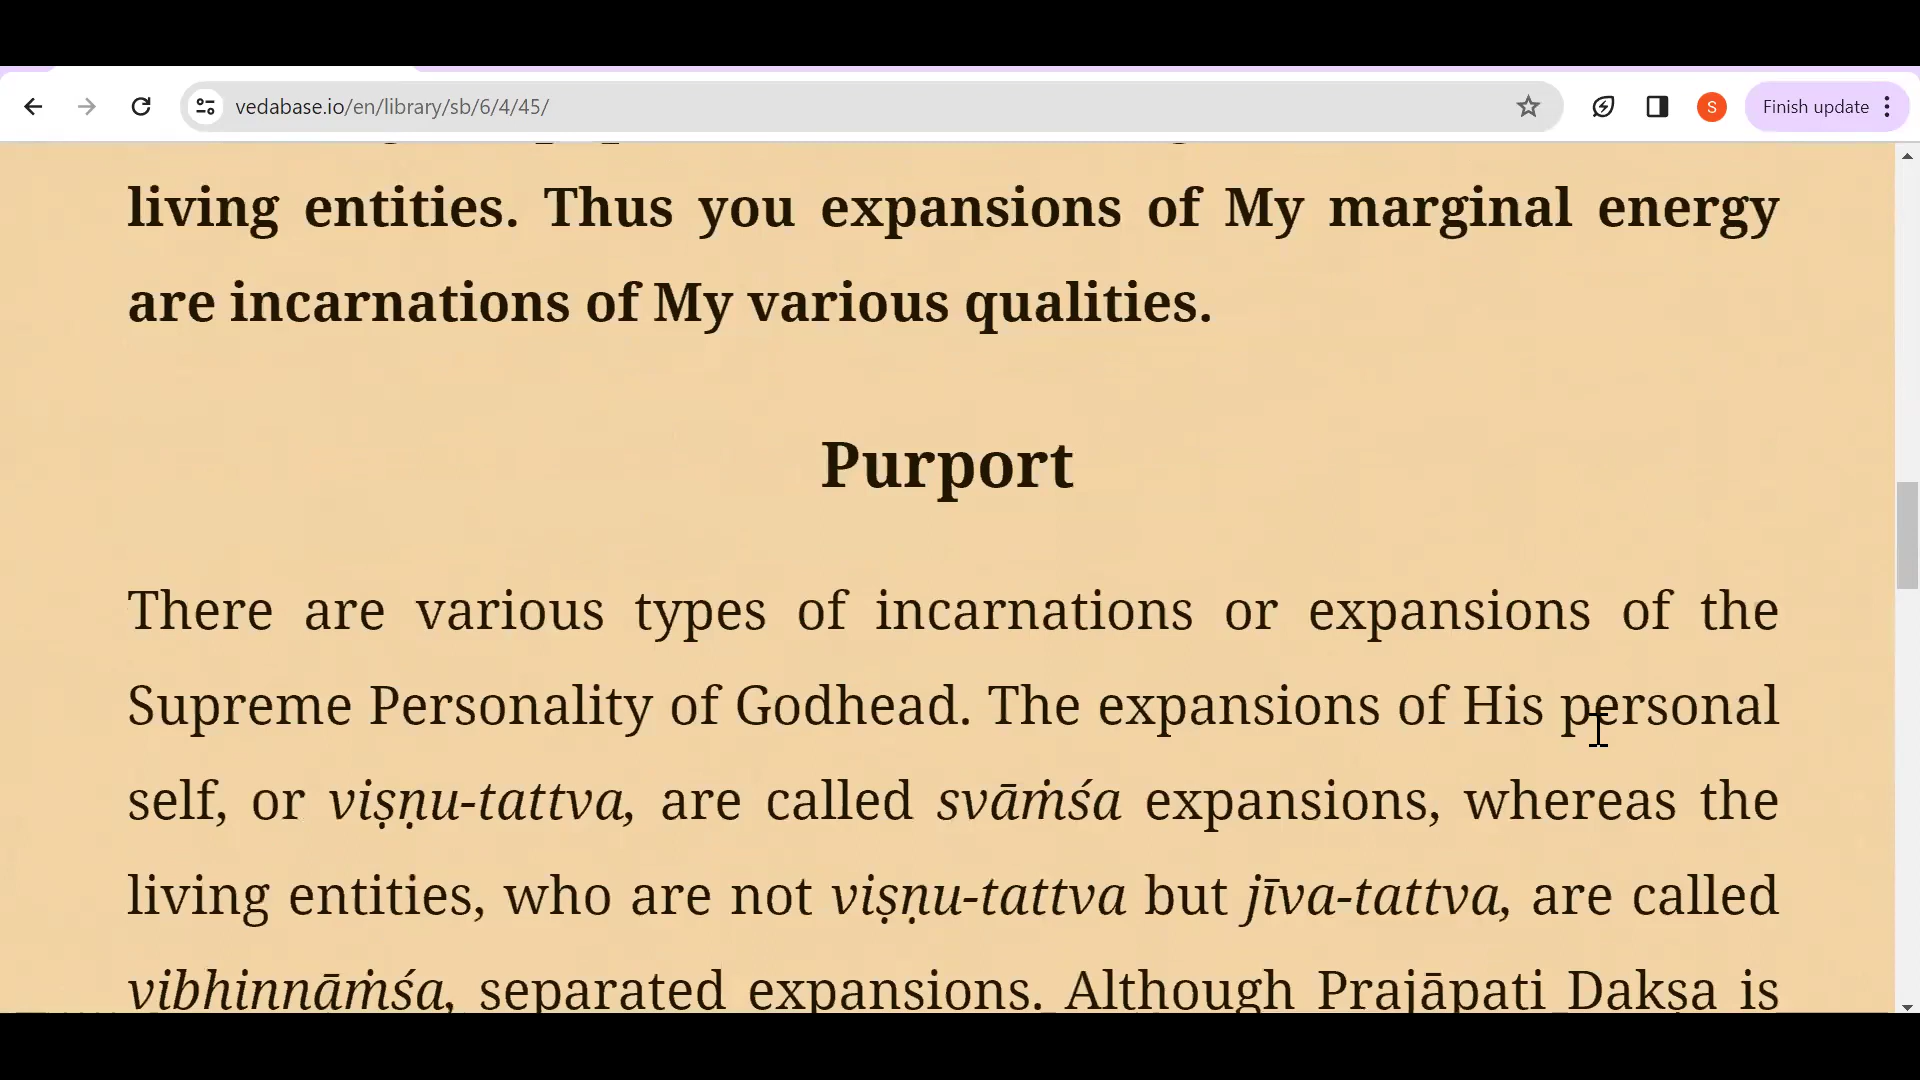 vedabase.io/en/library/sb/6/4/45/
S
Finish update
living entities. Thus you expansions of My marginal energy
are incarnations of My various qualities.
Purport
There are various types of incarnations or expansions of the
Supreme Personality of Godhead. The expansions of His personal
self, or viṣṇu-tattva, are called svāṁśa expansions, whereas the
living entities, who are not viṣṇu-tattva but jīva-tattva, are called
vibhinnāṁśa, separated expansions. Although Prajāpati Dakṣa is